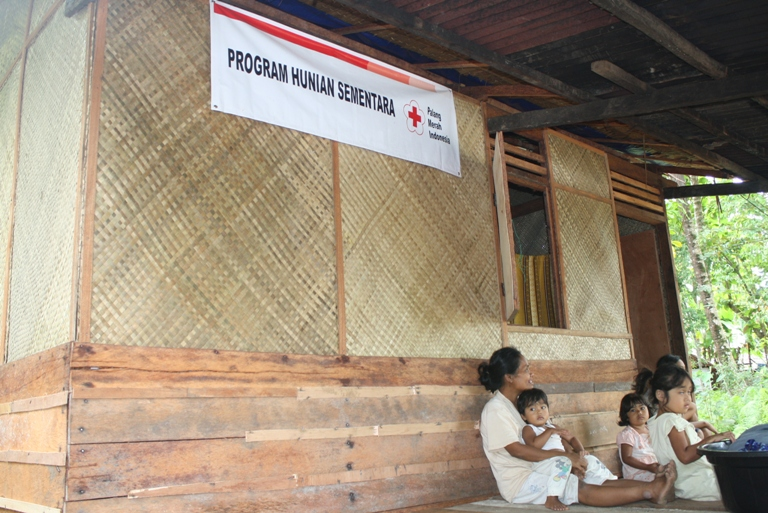 PROGRAM HUNIAN SEMENTARA
Palang
Merah
Indonesia